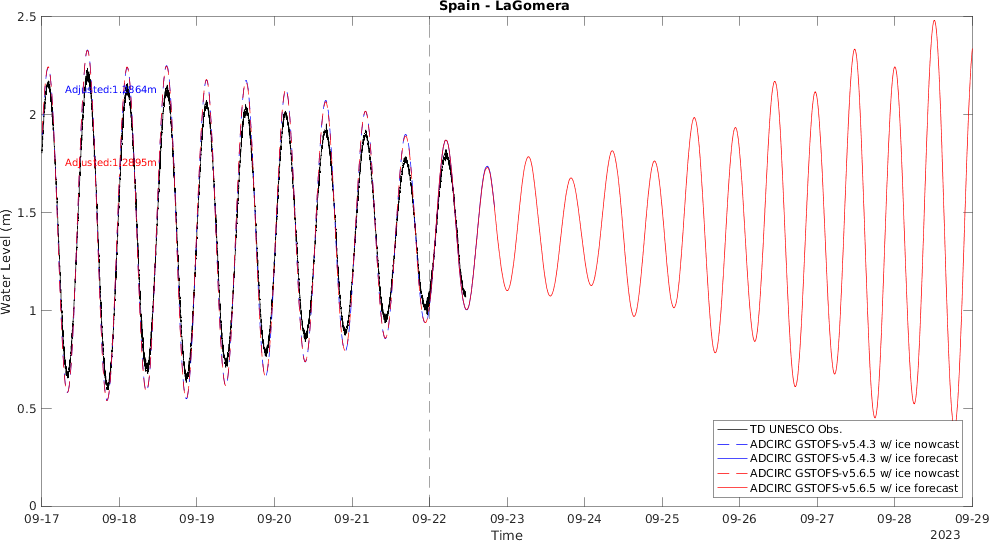 Spain - LaGomera
2.5
2
1.5
1
0.5
0
Water Level (m)
Adjusted:1.2864m
Adjusted:1.2895m
TD UNESCO Obs.
ADCIRC GSTOFS-v5.4.3 w/ ice nowcast
ADCIRC GSTOFS-v5.4.3 w/ ice forecast
ADCIRC GSTOFS-v5.6.5 w/ ice nowcast
ADCIRC GSTOFS-v5.6.5 w/ ice forecast
09-17 09-18 09-19 09-20 09-21 09-22 09-23 09-24 09-25 09-26 09-27 09-28 09-29
Time
2023